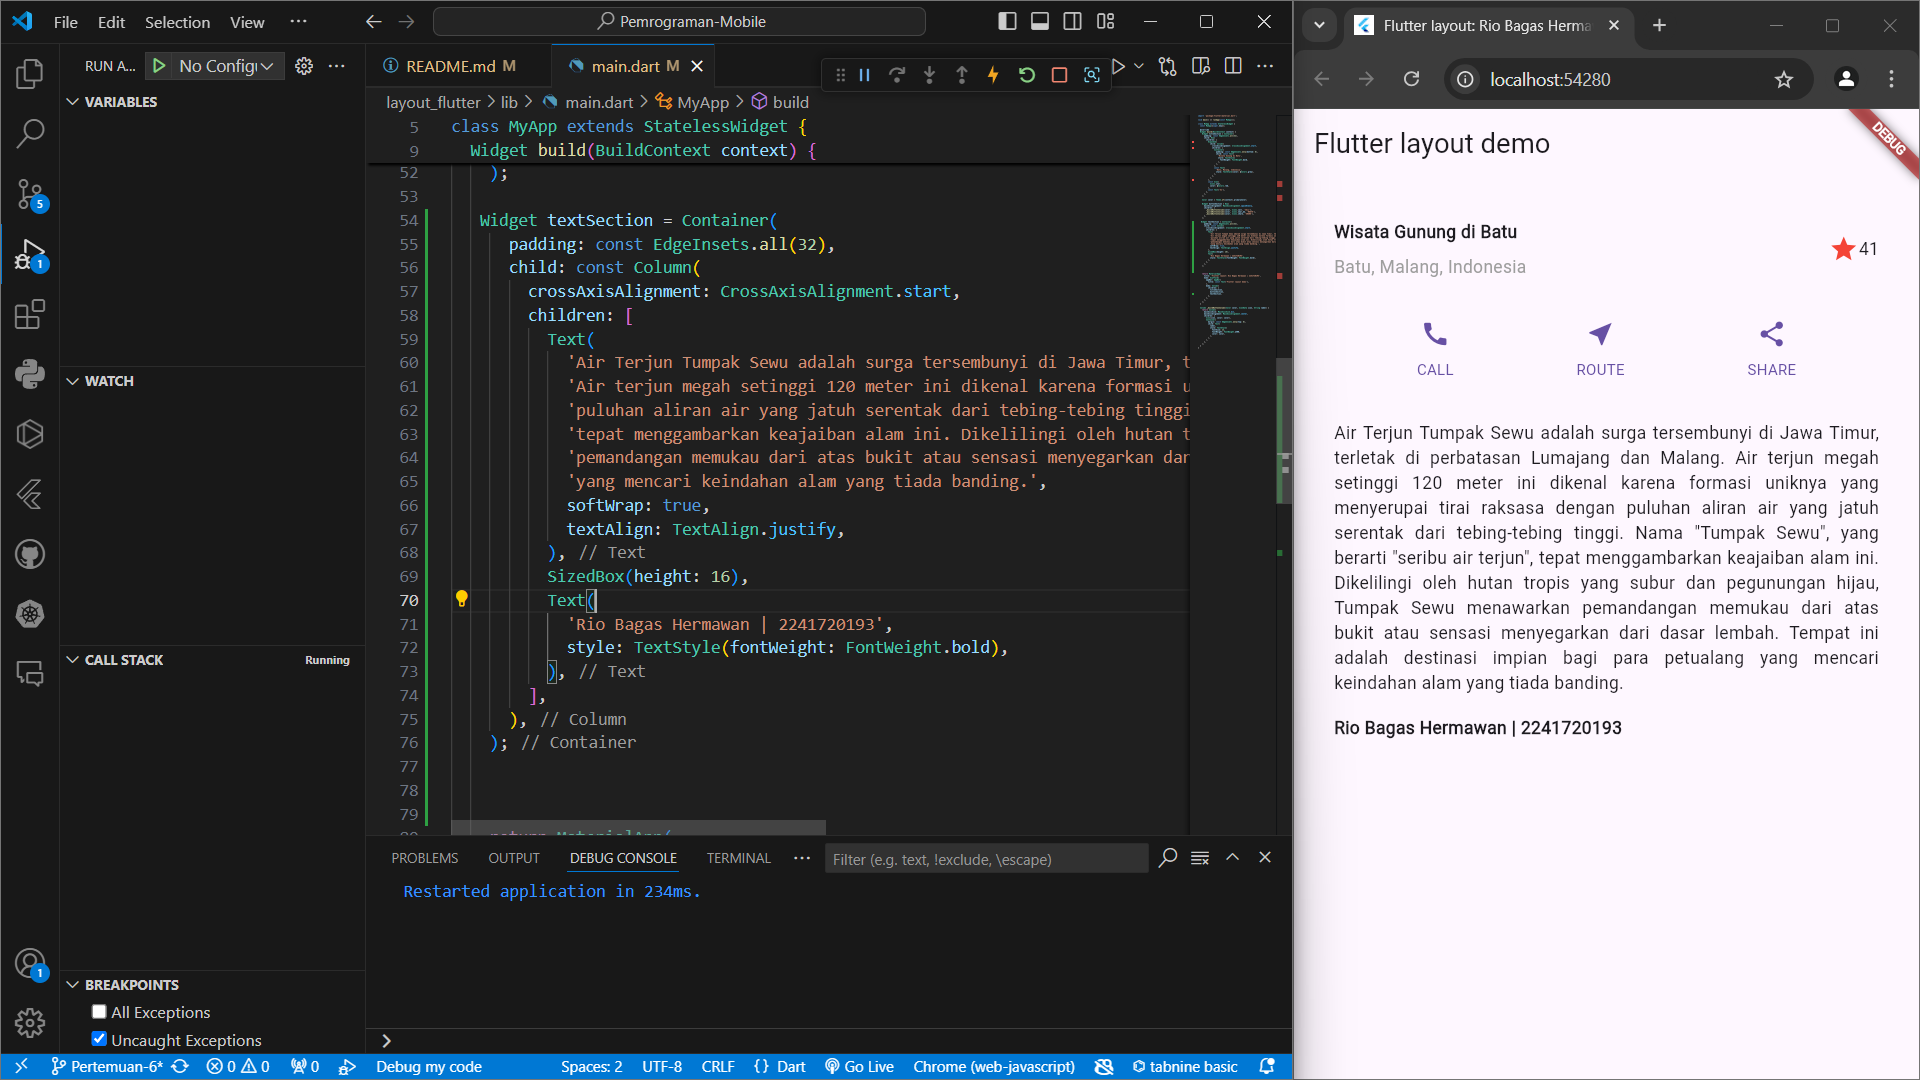 File Edit Selection View ···
Pemrograman-Mobile
RUN A... No Config
VARIABLES
WATCH
CALL STACK Running
BREAKPOINTS
All Exceptions
Uncaught Exceptions
5
1
1
README.md M
main.dart M
layout_flutter > lib > main.dart > MyApp > build
5 class MyApp extends StatelessWidget {
9 Widget build(BuildContext context) {
52 );
53
54 Widget textSection = Container(
55 padding: const EdgeInsets.all(32),
56 child: const Column(
57 crossAxisAlignment: CrossAxisAlignment.start,
58 children: [
59 Text(
60 'Air Terjun Tumpak Sewu adalah surga tersembunyi di Jawa Timur, t
61 'Air terjun megah setinggi 120 meter ini dikenal karena formasi u
62 'puluhan aliran air yang jatuh serentak dari tebing-tebing tinggi
63 'tepat menggambarkan keajaiban alam ini. Dikelilingi oleh hutan t
64 'pemandangan memukau dari atas bukit atau sensasi menyegarkan dar
65 'yang mencari keindahan alam yang tiada banding.',
66 softWrap: true,
67 textAlign: TextAlign.justify,
68 ), // Text
69 SizedBox(height: 16),
70 Text(
71 'Rio Bagas Hermawan | 2241720193',
72 style: TextStyle(fontWeight: FontWeight.bold),
73 ), // Text
74 ],
75 ), // Column
76 ); // Container
77
78
79
return MaterialApp(
PROBLEMS OUTPUT DEBUG CONSOLE TERMINAL ··· Filter (e.g. text, !exclude, \escape)
Restarted application in 234ms.
>
Pertemuan-6* 0 0 0 Debug my code Spaces: 2 UTF-8 CRLF {} Dart Go Live Chrome (web-javascript) tabnine basic
Flutter layout: Rio Bagas Herma
localhost:54280
DEBUG
Flutter layout demo
Wisata Gunung di Batu
Batu, Malang, Indonesia
41
CALL ROUTE SHARE
Air Terjun Tumpak Sewu adalah surga tersembunyi di Jawa Timur,
terletak di perbatasan Lumajang dan Malang. Air terjun megah
setinggi 120 meter ini dikenal karena formasi uniknya yang
menyerupai tirai raksasa dengan puluhan aliran air yang jatuh
serentak dari tebing-tebing tinggi. Nama "Tumpak Sewu", yang
berarti "seribu air terjun", tepat menggambarkan keajaiban alam ini.
Dikelilingi oleh hutan tropis yang subur dan pegunungan hijau,
Tumpak Sewu menawarkan pemandangan memukau dari atas
bukit atau sensasi menyegarkan dari dasar lembah. Tempat ini
adalah destinasi impian bagi para petualang yang mencari
keindahan alam yang tiada banding.
Rio Bagas Hermawan | 2241720193